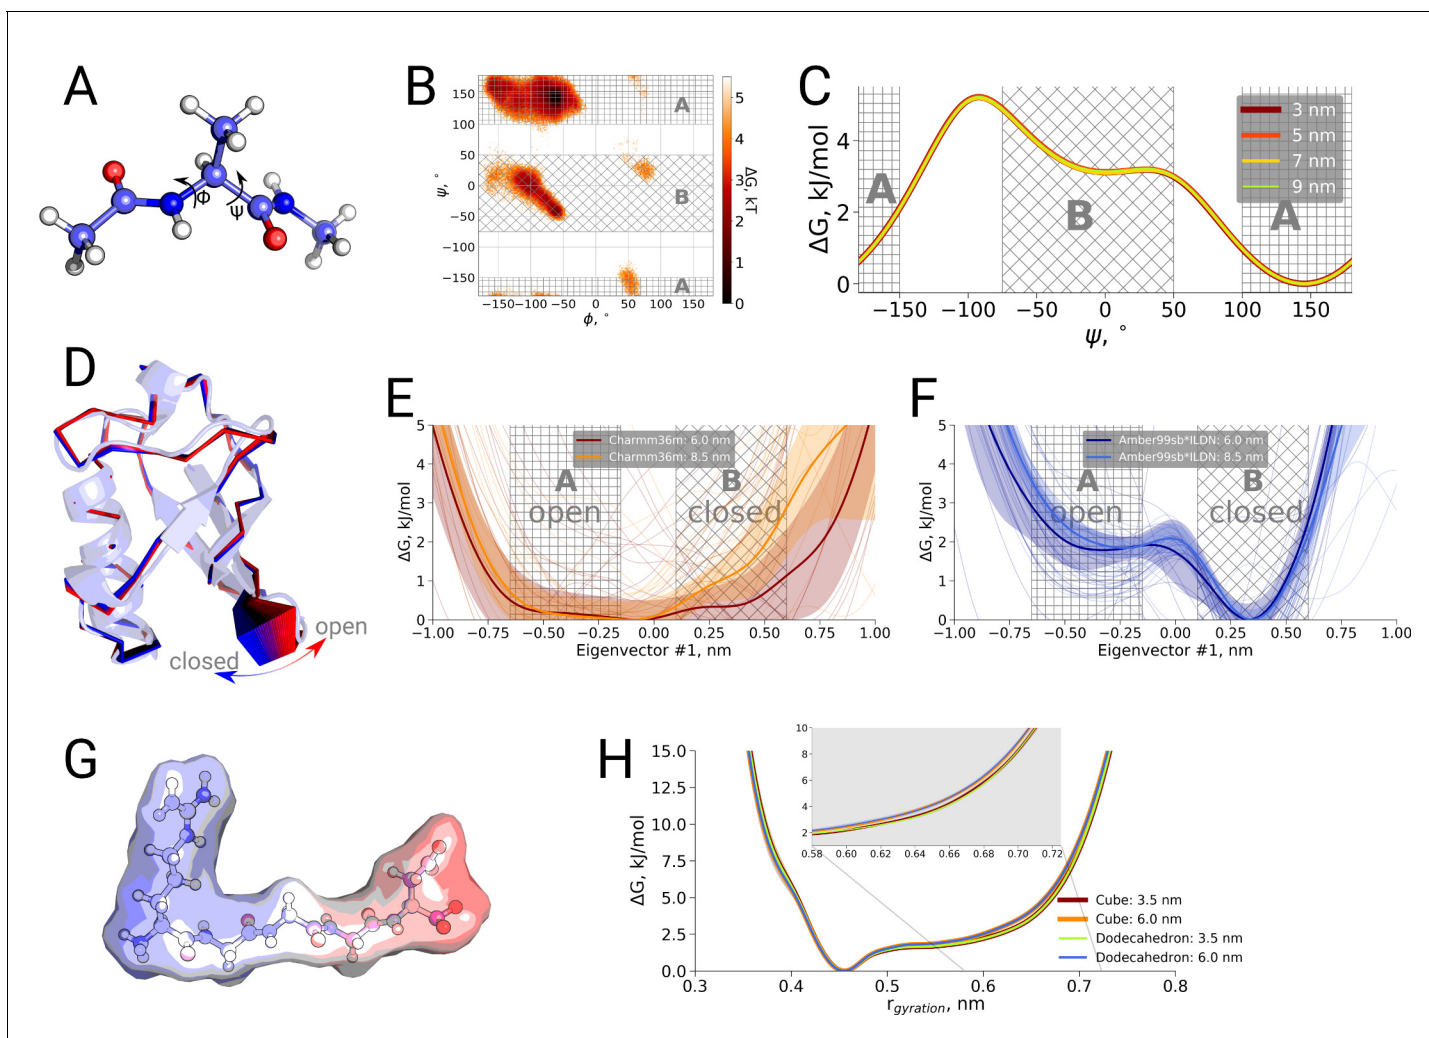 A
Φ
Ψ
B
150
100
50
0
−50
−100
−150
ψ, °
−150
−100
−50
0
50
100
150
ϕ, °
A
B
A
5
4
3
2
1
0
ΔG, kT
C
4
2
0
ΔG, kJ/mol
−150
−100
−50
0
50
100
150
ψ, °
A
B
A
3 nm
5 nm
7 nm
9 nm
D
open
closed
E
5
4
3
2
1
0
ΔG, kJ/mol
Charmm36m: 6.0 nm
Charmm36m: 8.5 nm
A
open
B
closed
−1.00
−0.75
−0.50
−0.25
0.00
0.25
0.50
0.75
1.00
Eigenvector #1, nm
F
5
4
3
2
1
0
ΔG, kJ/mol
Amber99sb*ILDN: 6.0 nm
Amber99sb*ILDN: 8.5 nm
A
open
B
closed
−1.00
−0.75
−0.50
−0.25
0.00
0.25
0.50
0.75
1.00
Eigenvector #1, nm
G
H
15.0
12.5
10.0
7.5
5.0
2.5
0.0
ΔG, kJ/mol
0.3
0.4
0.5
0.6
0.7
0.8
rgyration, nm
10
8
6
4
2
0.58
0.60
0.62
0.64
0.66
0.68
0.70
0.72
Cube: 3.5 nm
Cube: 6.0 nm
Dodecahedron: 3.5 nm
Dodecahedron: 6.0 nm